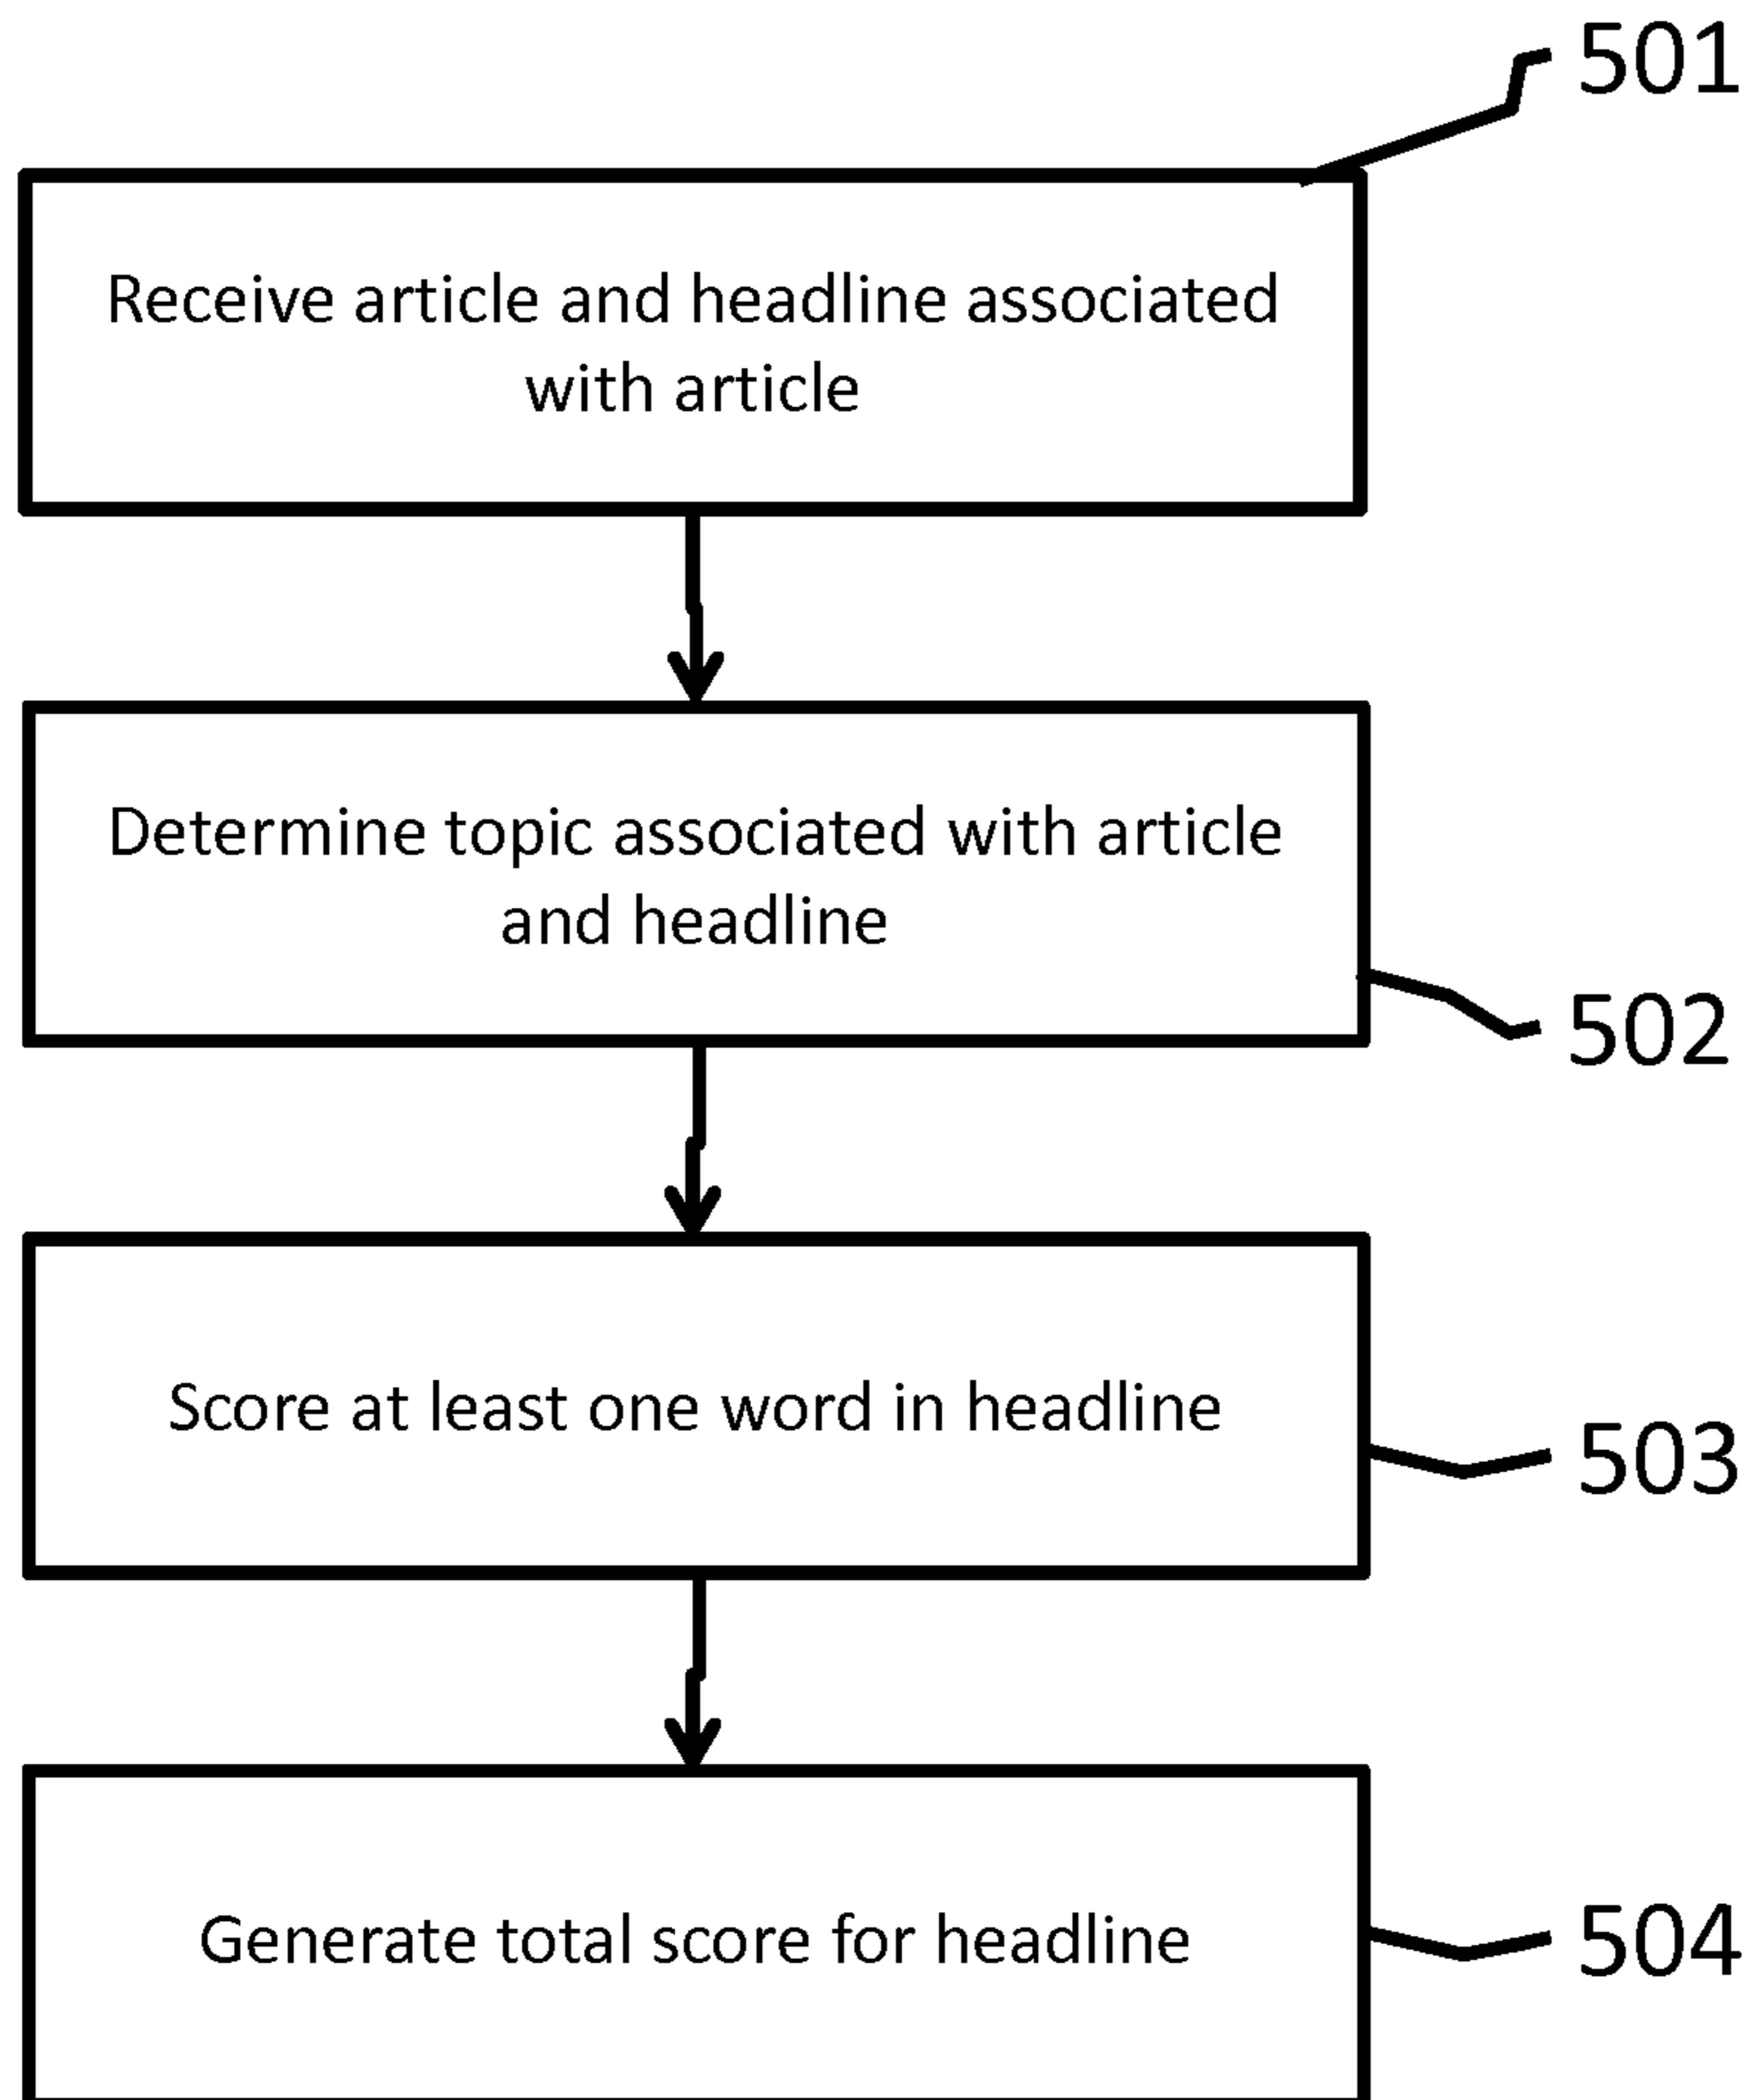 501
Receive article and headline associated
with article
Determine topic associated with article
and headline
502
Score at least one word in headline
503
Generate total score for headline
504